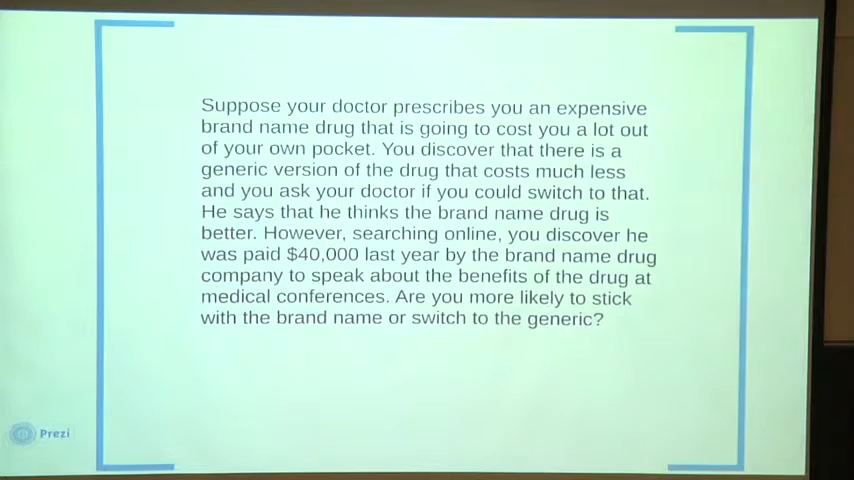 Suppose your doctor prescribes you an expensive
brand name drug that is going to cost you a lot out
of your own pocket. You discover that there is a
generic version of the drug that costs much less
and you ask your doctor if you could switch to that.
He says that he thinks the brand name drug is
better. However, searching online, you discover he
was paid $40,000 last year by the brand name drug
company to speak about the benefits of the drug at
medical conferences. Are you more likely to stick
with the brand name or switch to the generic?
Prezi